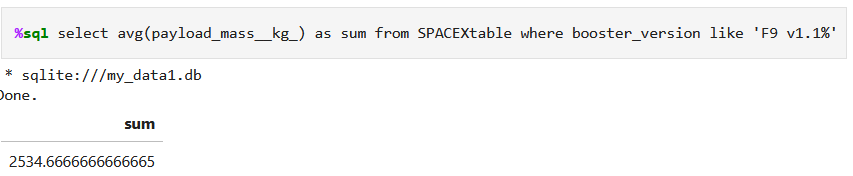 %sql select avg(payload_mass__kg_) as sum from SPACEXtable where booster_version like 'F9 v1.1%'
* sqlite:///my_data1.db
Done.
sum
2534.6666666666665